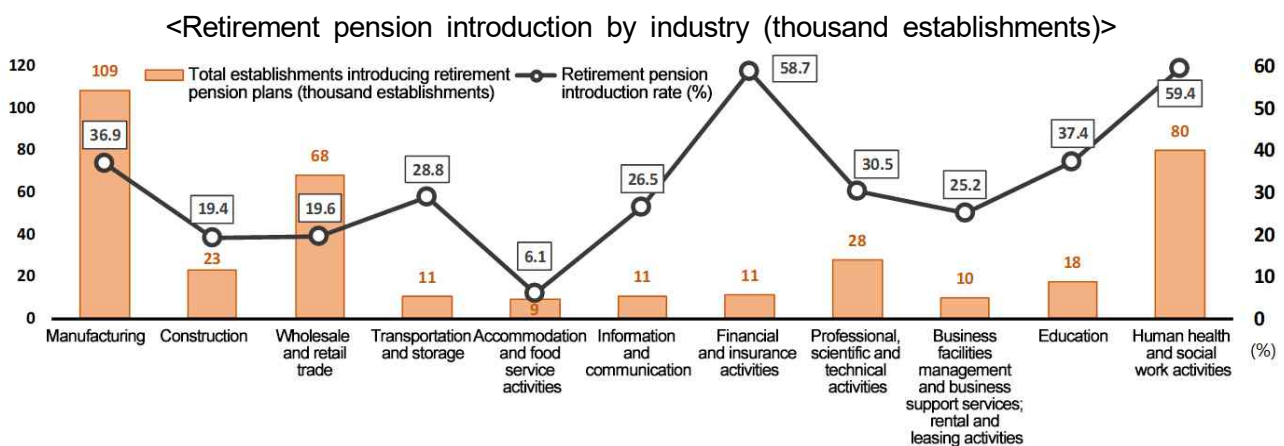 <Retirement pension introduction by industry (thousand establishments)>
Total establishments introducing retirement
pension plans (thousand establishments)
Retirement pension
introduction rate (%)
120
100
80
60
40
20
0
60
50
40
30
20
10
0
(%)
109
23
68
11
9
11
11
28
10
18
80
36.9
19.4
19.6
28.8
6.1
26.5
58.7
30.5
25.2
37.4
59.4
Manufacturing
Construction
Wholesale
and retail
trade
Transportation
and storage
Accommodation
and food
service
activities
Information
and
communication
Financial
and insurance
activities
Professional,
scientific and
technical
activities
Business
facilities
management
and business
support services;
rental and
leasing activities
Education
Human health
and social
work activities